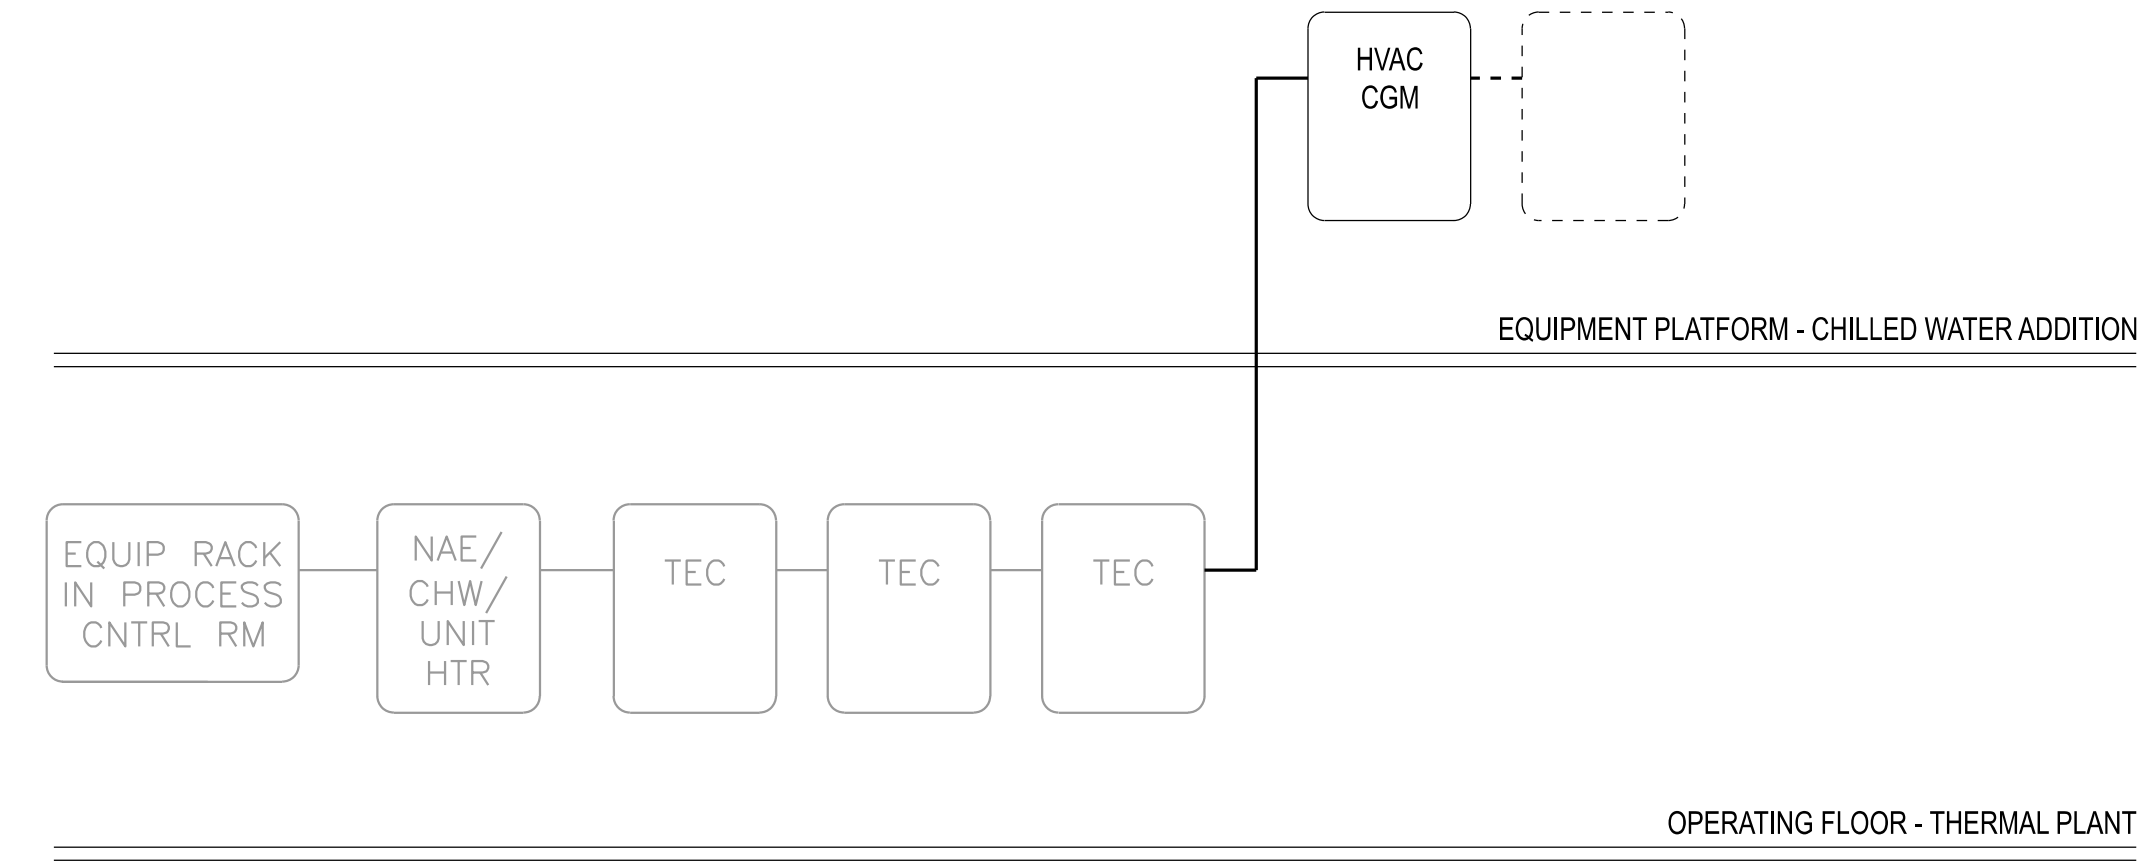 HVAC
CGM
EQUIPMENT PLATFORM - CHILLED WATER ADDITION
EQUIP RACK
IN PROCESS
CNTRL RM
NAE/
CHW/
UNIT
HTR
TEC
TEC
TEC
OPERATING FLOOR - THERMAL PLANT